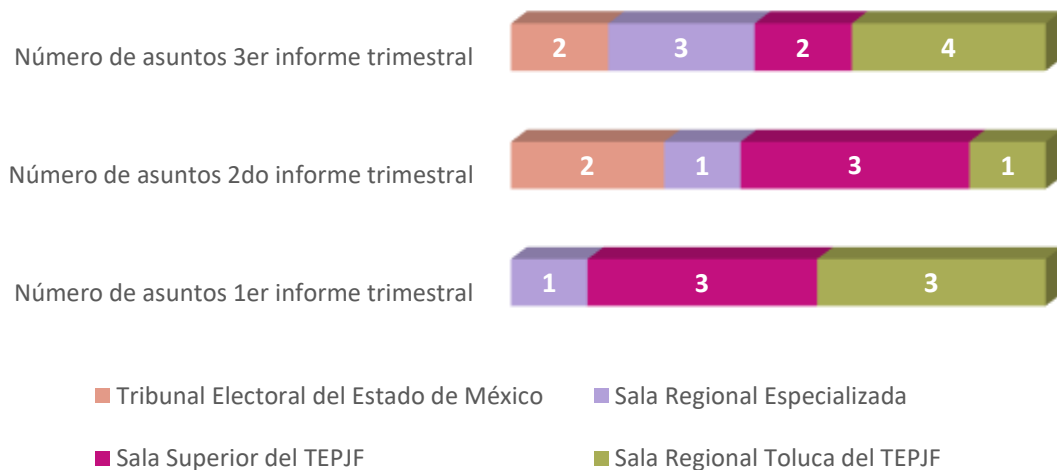 Número de asuntos 3er informe trimestral
2 3 2 4
Número de asuntos 2do informe trimestral
2 1 3 1
Número de asuntos 1er informe trimestral
1 3 3
Tribunal Electoral del Estado de México
Sala Regional Especializada
Sala Superior del TEPJF
Sala Regional Toluca del TEPJF